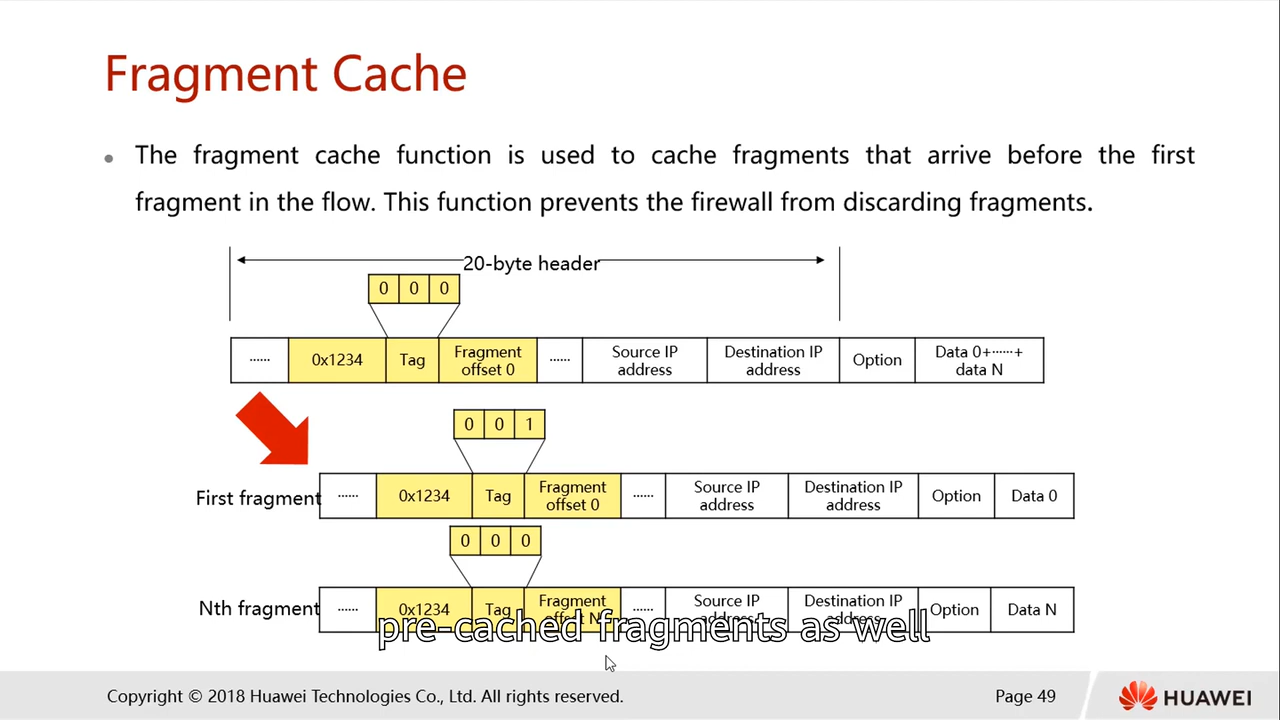 Fragment Cache
● The fragment cache function is used to cache fragments that arrive before the first
fragment in the flow. This function prevents the firewall from discarding fragments.
20-byte header
0 0 0
...... 0x1234 Tag Fragment offset 0 ...... Source IP address Destination IP address Option Data 0+······+ data N
0 0 1
First fragment ...... 0x1234 Tag Fragment offset 0 ...... Source IP address Destination IP address Option Data 0
0 0 0
Nth fragment ...... 0x1234 Tag Fragment offset N ...... Source IP address Destination IP address Option Data N
pre-cached fragments as well
Copyright © 2018 Huawei Technologies Co., Ltd. All rights reserved.
Page 49
HUAWEI